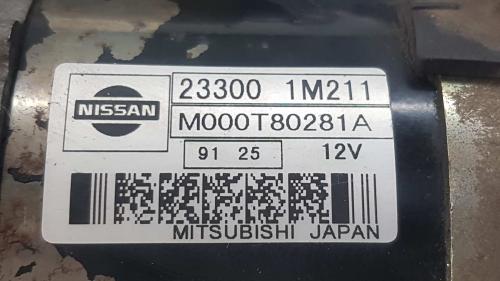 NISSAN
23300 1M211
M000T80281A
91 25 12V
MITSUBISHI JAPAN